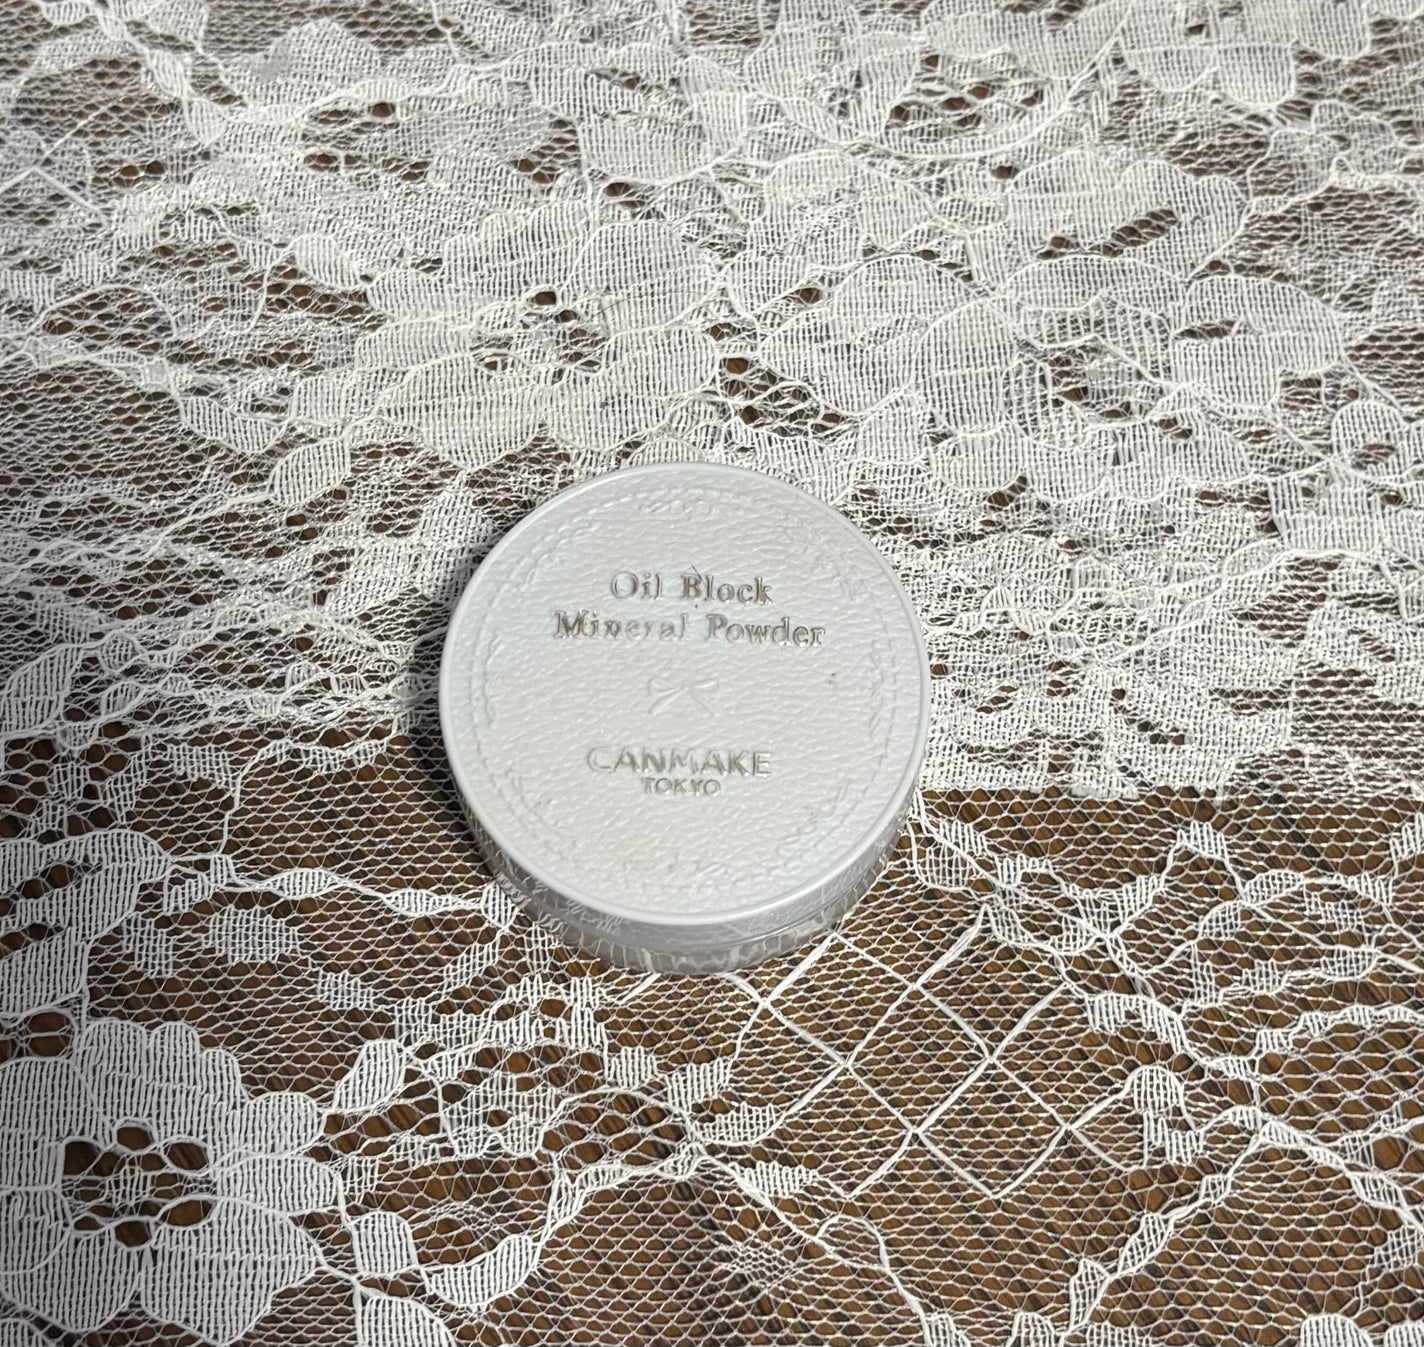 Oil Block
Mineral Powder
CANMAKE
TOKYO